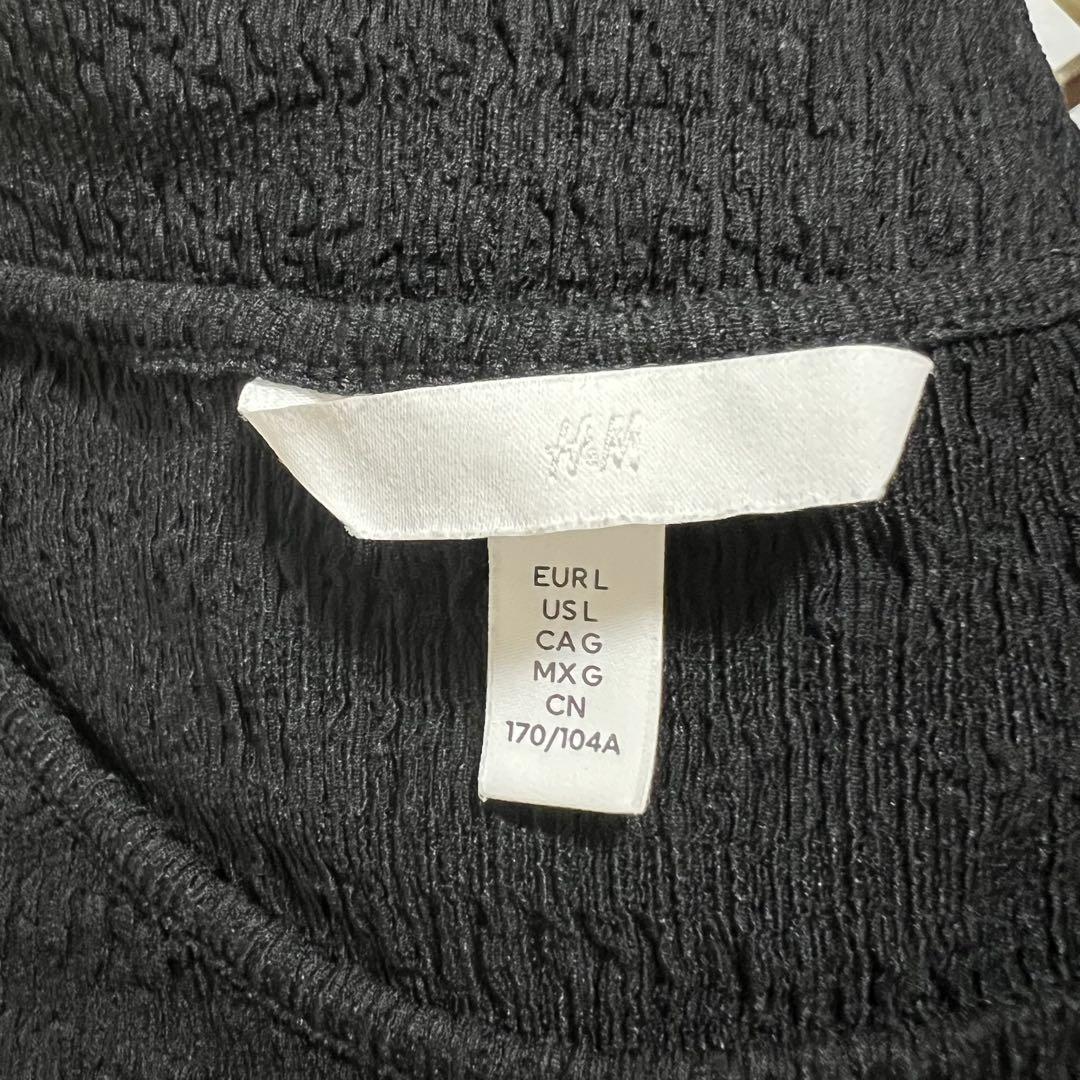 H&M
EUR L
US L
CA G
MX G
CN
170/104A